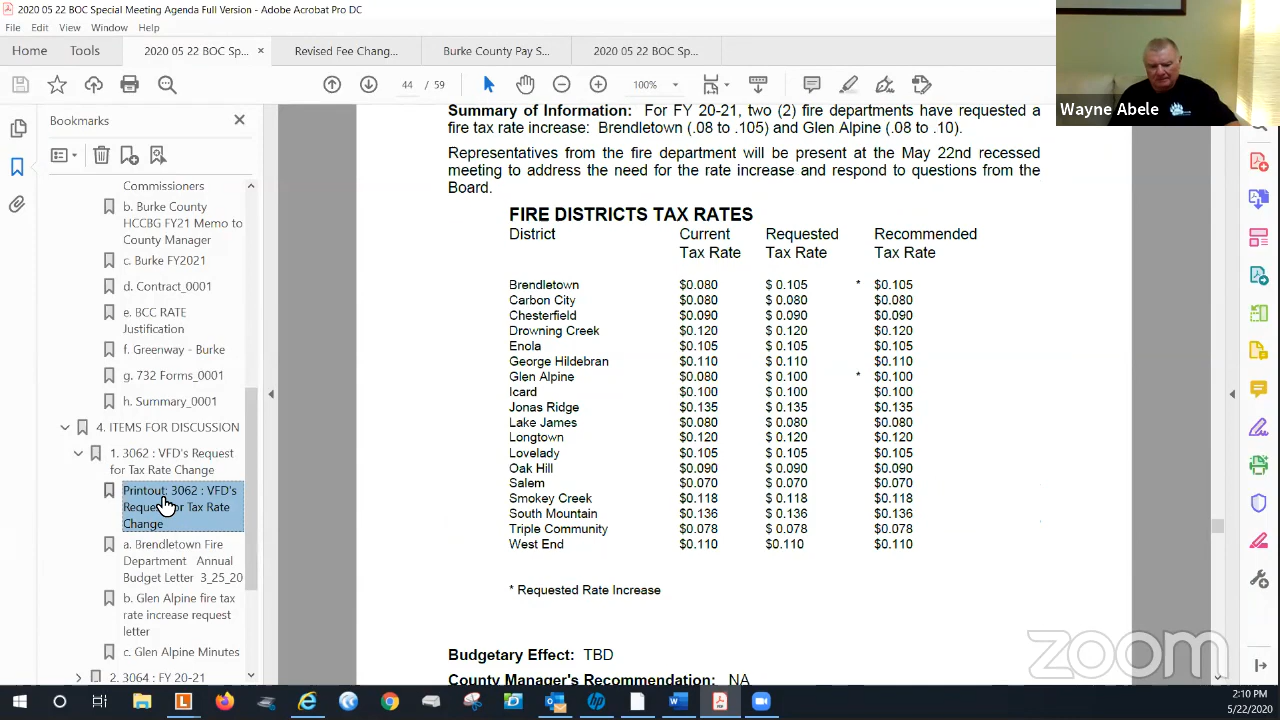 2020 05 22 BOC Special Meeting Agenda Full Version - Adobe Acrobat Pro DC
File Edit View Window Help
Home Tools 2020 05 22 BOC Sp... × Revised Fee chang... Burke County Pay S... 2020 05 22 BOC Sp...
59 100%
Wayne Abele
Bookmarks ×
Commissioners
b. Burke County
HCCBG FY21 Memo to
County Manager
c. Burke FY2021
d. Contract_0001
e. BCC RATE
Justification
f. Greenway - Burke
g. 732 Forms_0001
h. Summary_0001
4. ITEMS FOR DISCUSSION
1. 3062 : VFD's Request
for Tax Rate Change
Printout: 3062 : VFD's
Tax Rate
Change
a. Brendletown Fire
Department - Annual
Budget Letter 3_25_20
b. Glen Alpine fire tax
rate increase request
letter
c. Glen Alpine Minutes
2. 3064 : FY 20-21
Summary of Information: For FY 20-21, two (2) fire departments have requested a
fire tax rate increase: Brendletown (.08 to .105) and Glen Alpine (.08 to .10).
Representatives from the fire department will be present at the May 22nd recessed
meeting to address the need for the rate increase and respond to questions from the
Board.
FIRE DISTRICTS TAX RATES
District Current Requested Recommended
Tax Rate Tax Rate Tax Rate
Brendletown $0.080 $ 0.105 * $0.105
Carbon City $0.080 $ 0.080 $0.080
Chesterfield $0.090 $ 0.090 $0.090
Drowning Creek $0.120 $ 0.120 $0.120
Enola $0.105 $ 0.105 $0.105
George Hildebran $0.110 $ 0.110 $0.110
Glen Alpine $0.080 $ 0.100 * $0.100
Icard $0.100 $ 0.100 $0.100
Jonas Ridge $0.135 $ 0.135 $0.135
Lake James $0.080 $ 0.080 $0.080
Longtown $0.120 $ 0.120 $0.120
Lovelady $0.105 $ 0.105 $0.105
Oak Hill $0.090 $ 0.090 $0.090
Salem $0.070 $ 0.070 $0.070
Smokey Creek $0.118 $ 0.118 $0.118
South Mountain $0.136 $ 0.136 $0.136
Triple Community $0.078 $ 0.078 $0.078
West End $0.110 $0.110 $0.110
* Requested Rate Increase
Budgetary Effect: TBD
Manager's Recommendation: NA
zoom
2:10 PM
5/22/2020